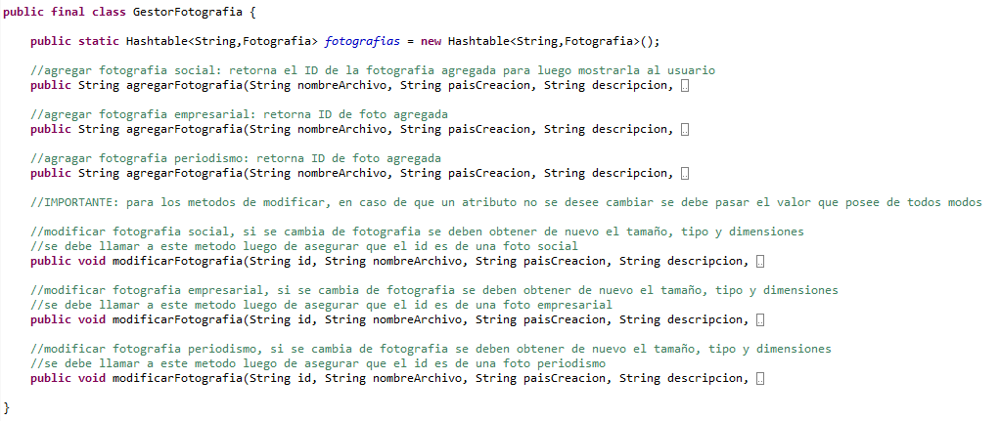 public final class GestorFotografia {
public static Hashtable<String,Fotografia> fotografias = new Hashtable<String,Fotografia>();
//agregar fotografia social: retorna el ID de la fotografia agregada para luego mostrarla al usuario
public String agregarFotografia(String nombreArchivo, String paisCreacion, String descripcion,
//agregar fotografia empresarial: retorna ID de foto agregada
public String agregarFotografia(String nombreArchivo, String paisCreacion, String descripcion,
//agragar fotografia periodismo: retorna ID de foto agregada
public String agregarFotografia(String nombreArchivo, String paisCreacion, String descripcion,
//IMPORTANTE: para los metodos de modificar, en caso de que un atributo no se desee cambiar se debe pasar el valor que posee de todos modos
//modificar fotografia social, si se cambia de fotografia se deben obtener de nuevo el tamaño, tipo y dimensiones
//se debe llamar a este metodo luego de asegurar que el id es de una foto social
public void modificarFotografia(String id, String nombreArchivo, String paisCreacion, String descripcion,
//modificar fotografia empresarial, si se cambia de fotografia se deben obtener de nuevo el tamaño, tipo y dimensiones
//se debe llamar a este metodo luego de asegurar que el id es de una foto empresarial
public void modificarFotografia(String id, String nombreArchivo, String paisCreacion, String descripcion,
//modificar fotografia periodismo, si se cambia de fotografia se deben obtener de nuevo el tamaño, tipo y dimensiones
//se debe llamar a este metodo luego de asegurar que el id es de una foto periodismo
public void modificarFotografia(String id, String nombreArchivo, String paisCreacion, String descripcion,
}